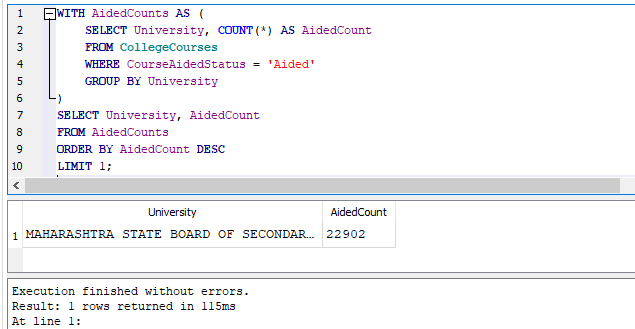 1 WITH AidedCounts AS (
2 SELECT University, COUNT(*) AS AidedCount
3 FROM CollegeCourses
4 WHERE CourseAidedStatus = 'Aided'
5 GROUP BY University
6 )
7 SELECT University, AidedCount
8 FROM AidedCounts
9 ORDER BY AidedCount DESC
10 LIMIT 1;
University AidedCount
1 MAHARASHTRA STATE BOARD OF SECONDAR... 22902
Execution finished without errors.
Result: 1 rows returned in 115ms
At line 1: